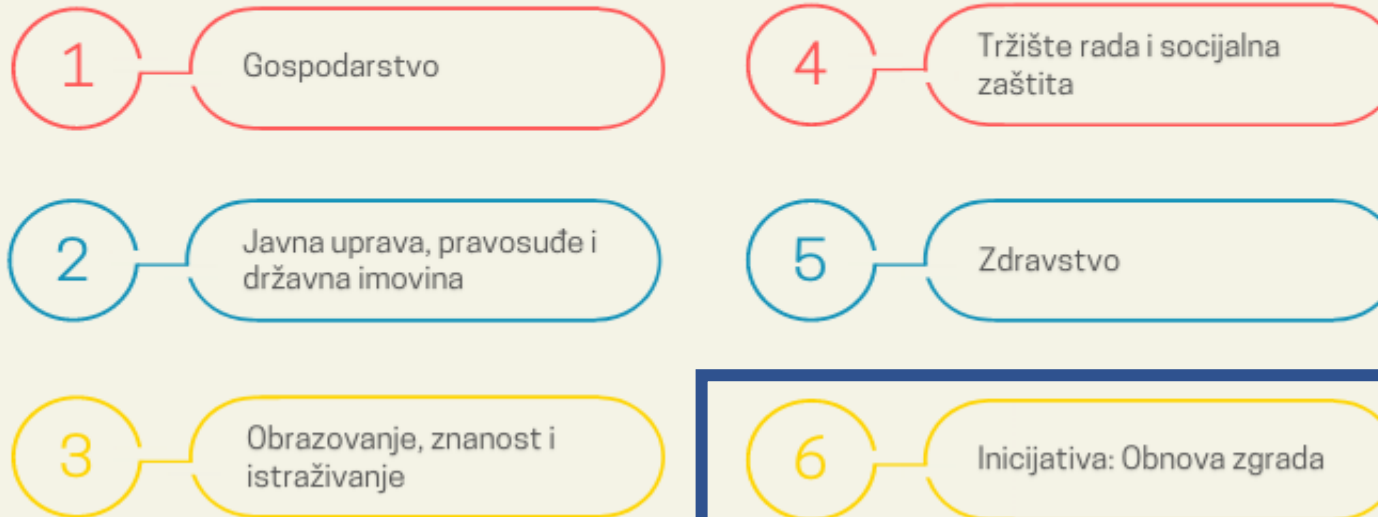 1
Gospodarstvo
2
Javna uprava, pravosuđe i
državna imovina
3
Obrazovanje, znanost i
istraživanje
4
Tržište rada i socijalna
zaštita
5
Zdravstvo
6
Inicijativa: Obnova zgrada